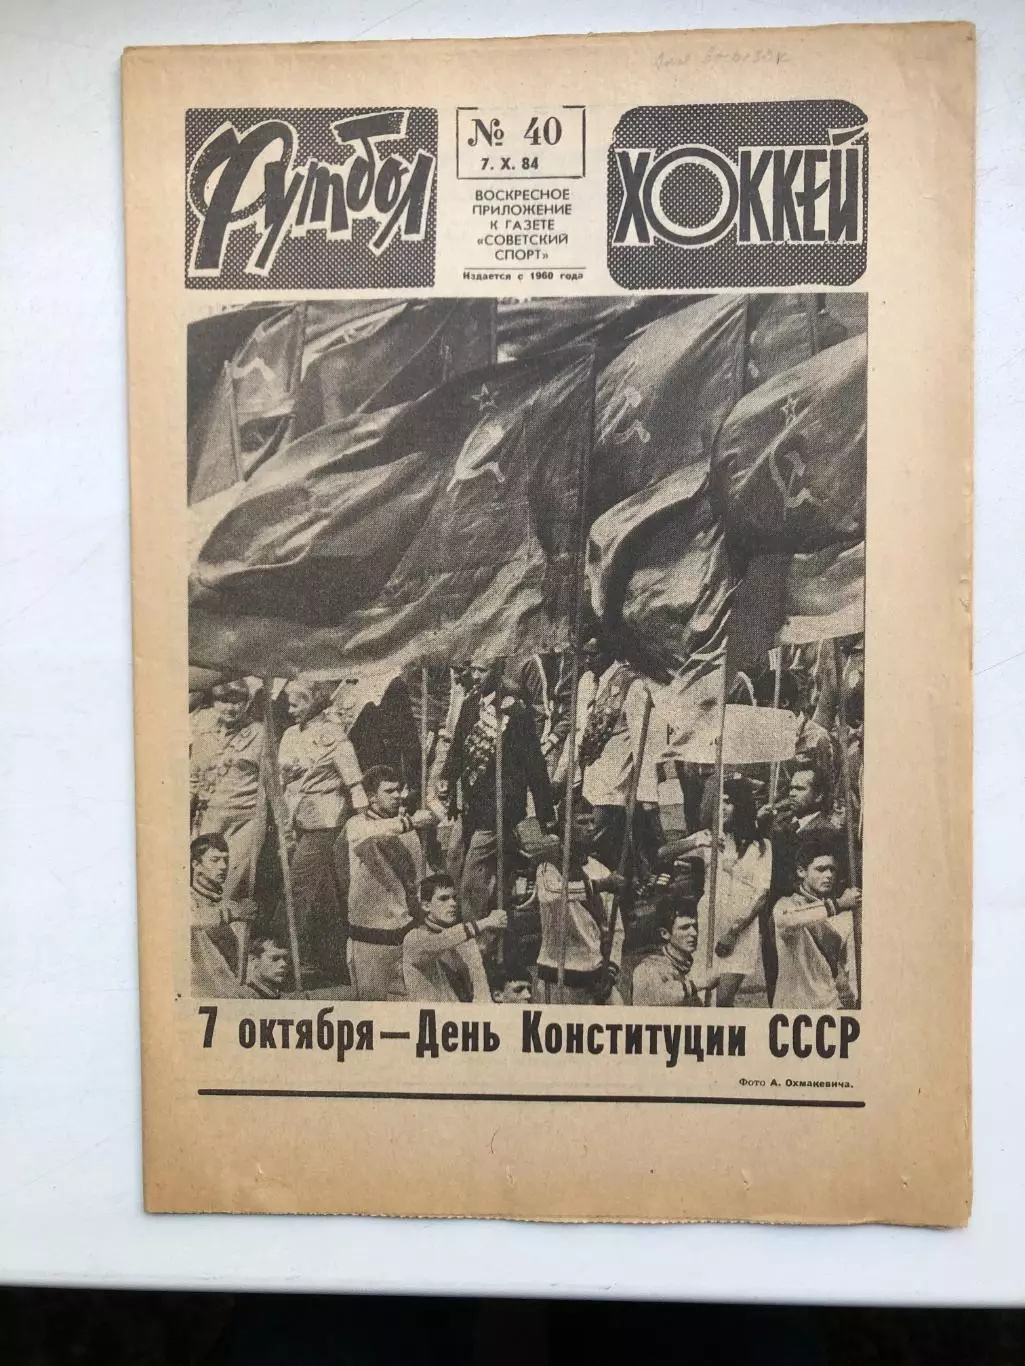 Футбол
№ 40
7. X. 84
ВОСКРЕСНОЕ
ПРИЛОЖЕНИЕ
К ГАЗЕТЕ
«СОВЕТСКИЙ
СПОРТ»
Издается с 1960 года
ХОККЕЙ
7 октября — День Конституции СССР
Фото А. Охмакевича.